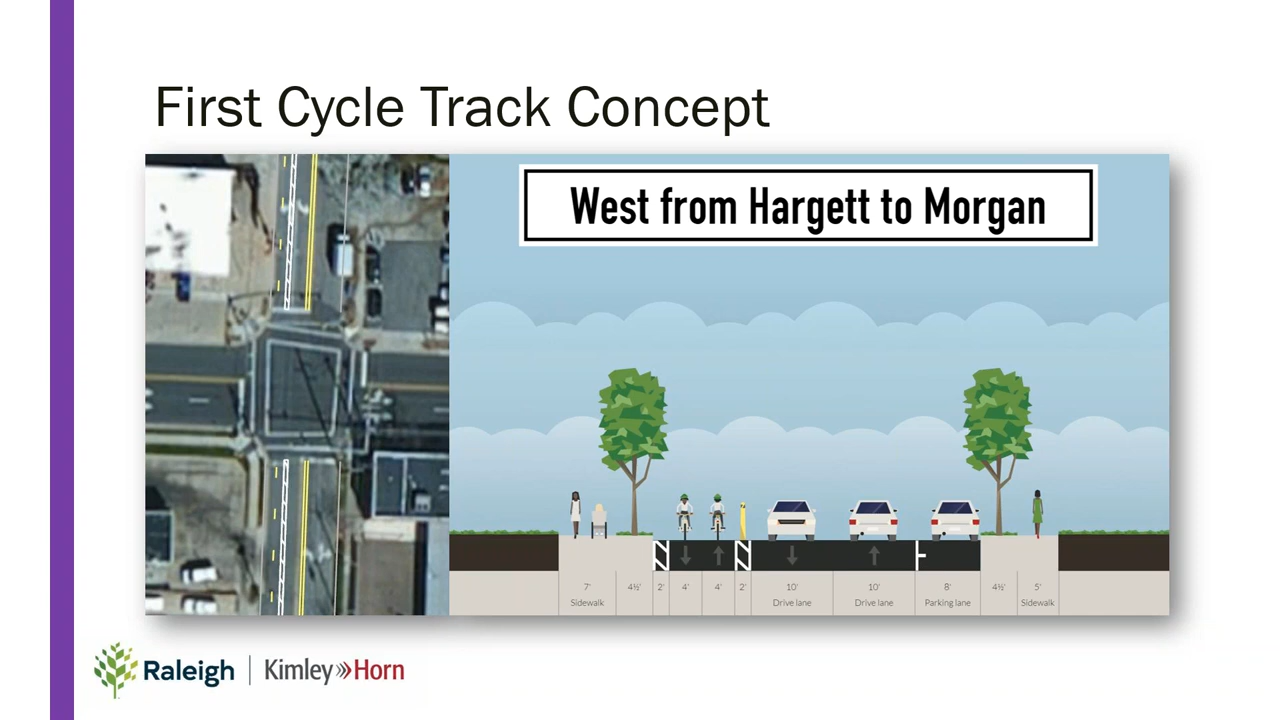 First Cycle Track Concept
West from Hargett to Morgan
7' 4½' 2' 4' 4' 2' 10' 10' 8' 4½' 5'
Sidewalk Drive lane Drive lane Parking lane Sidewalk
Raleigh Kimley»Horn